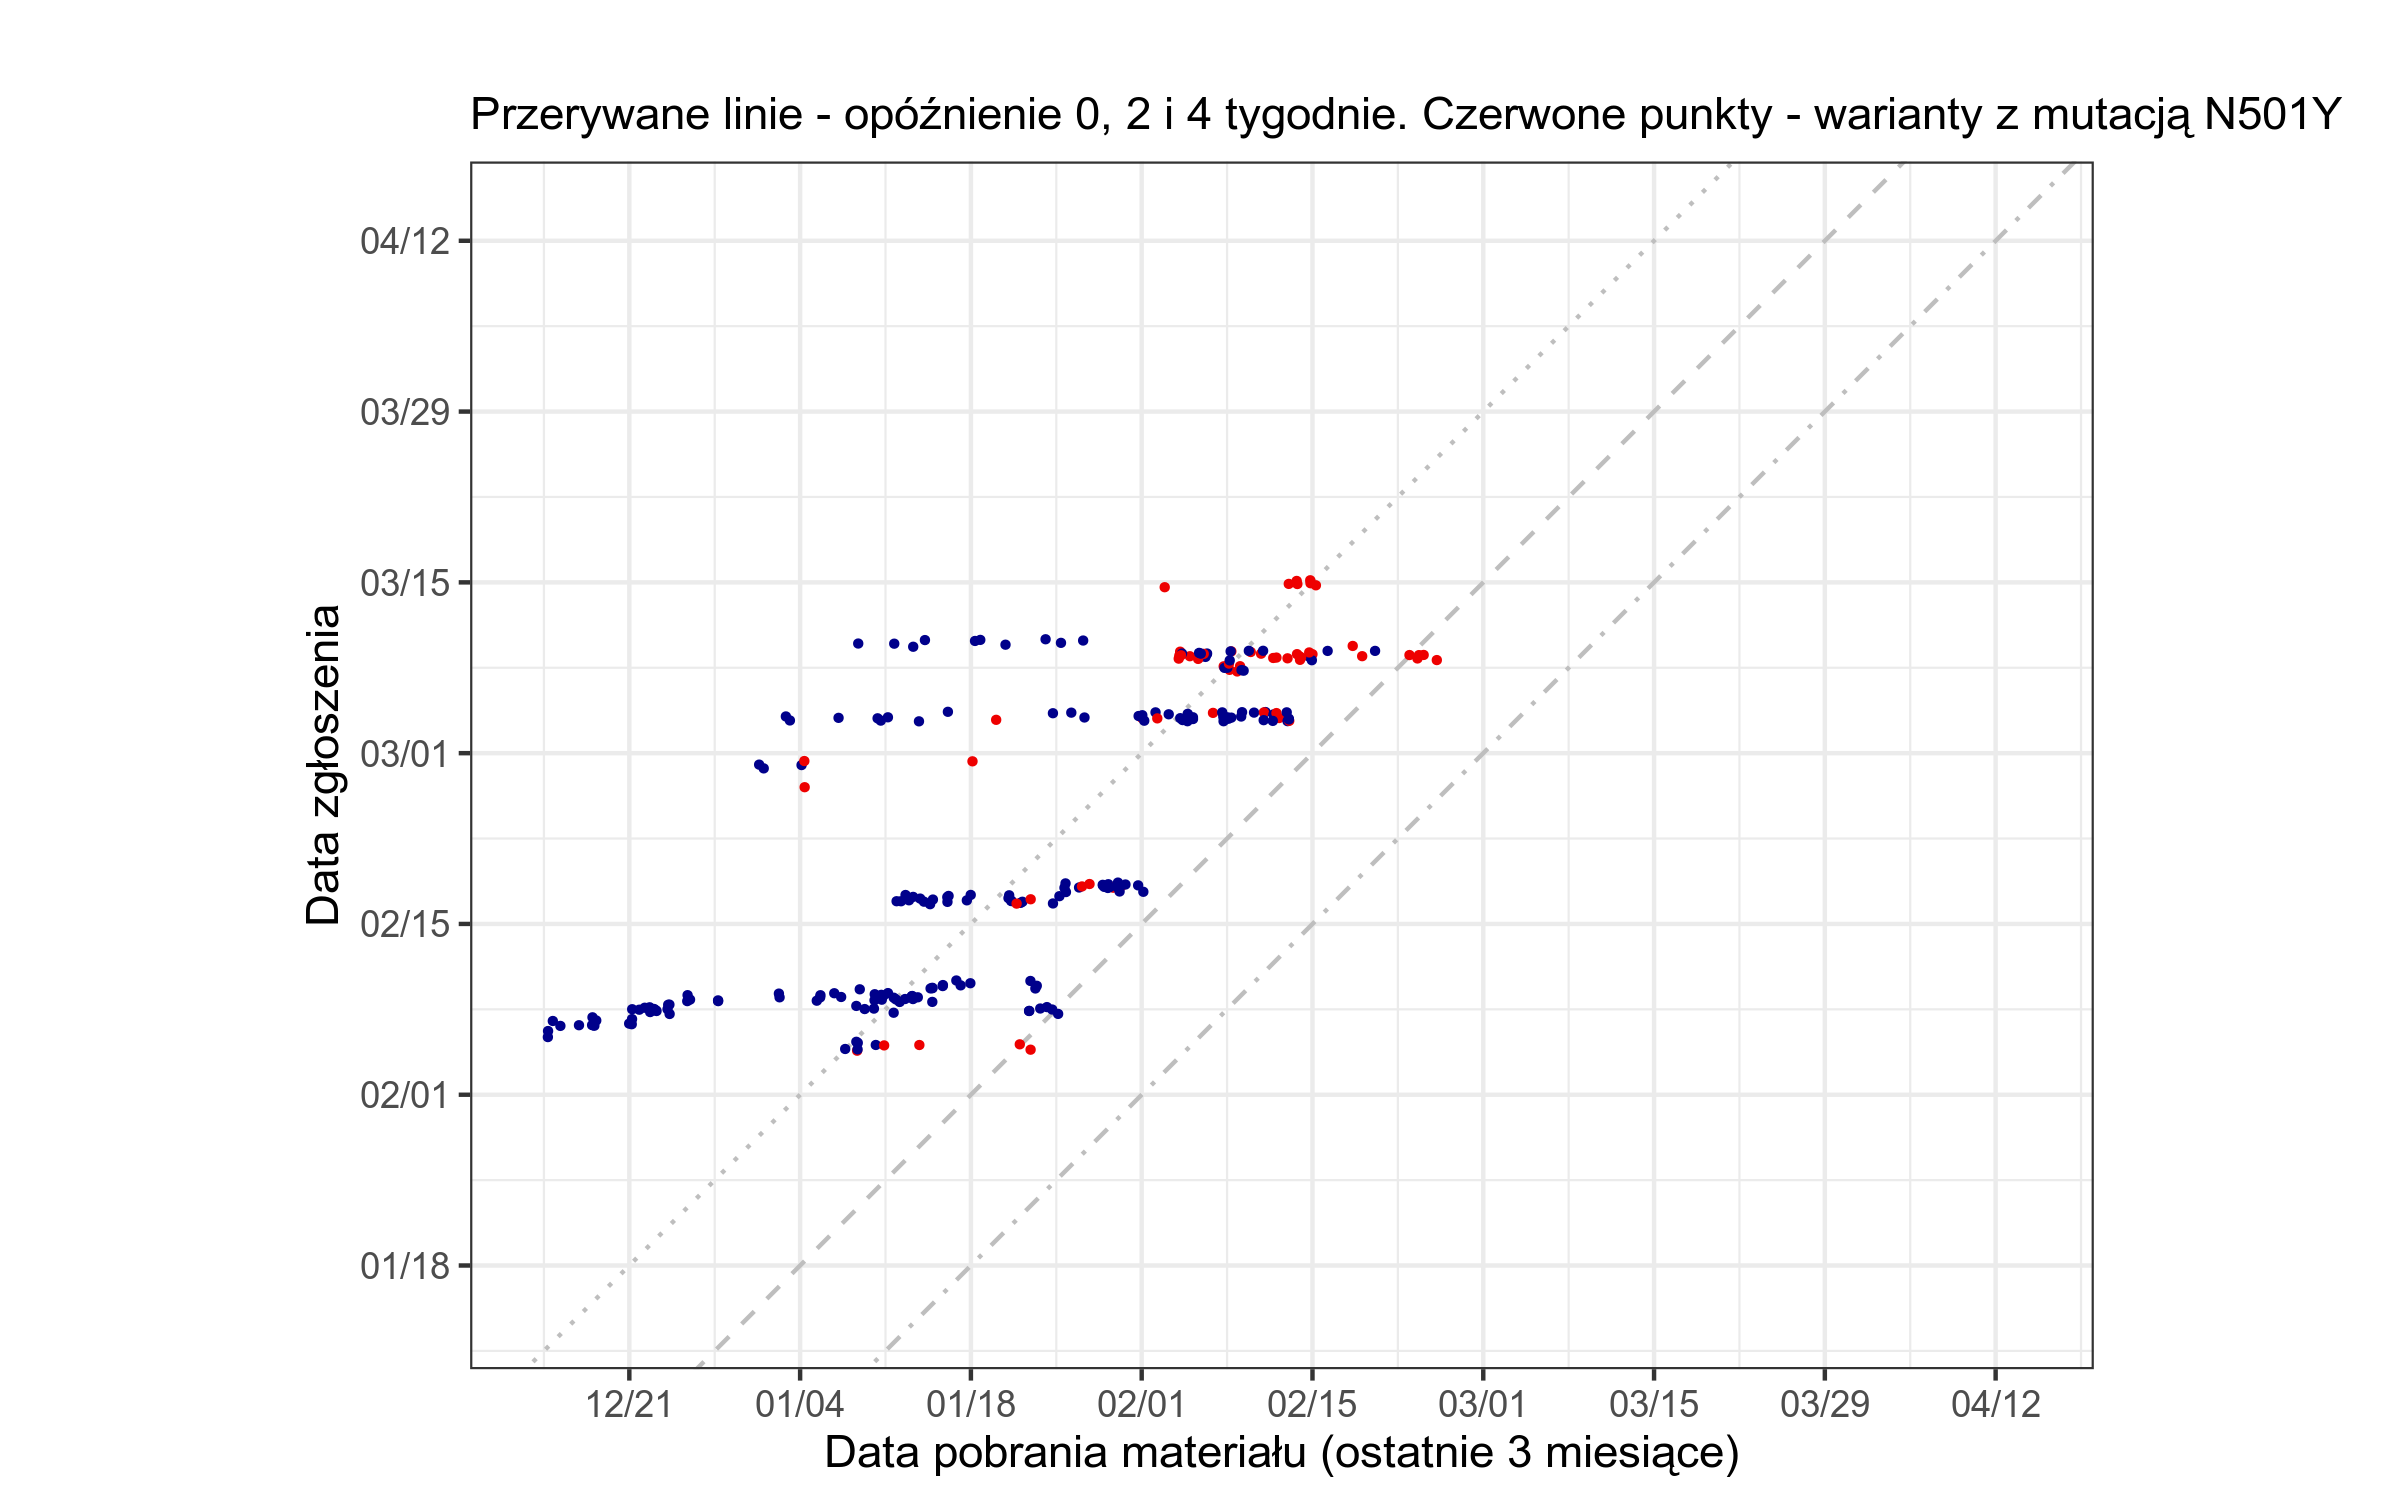 Przerywane linie - opóźnienie 0, 2 i 4 tygodnie. Czerwone punkty - warianty z mutacją N501Y
04/12
03/29
03/15
03/01
02/15
02/01
01/18
Data zgłoszenia
12/21 01/04 01/18 02/01 02/15 03/01 03/15 03/29 04/12
Data pobrania materiału (ostatnie 3 miesiące)